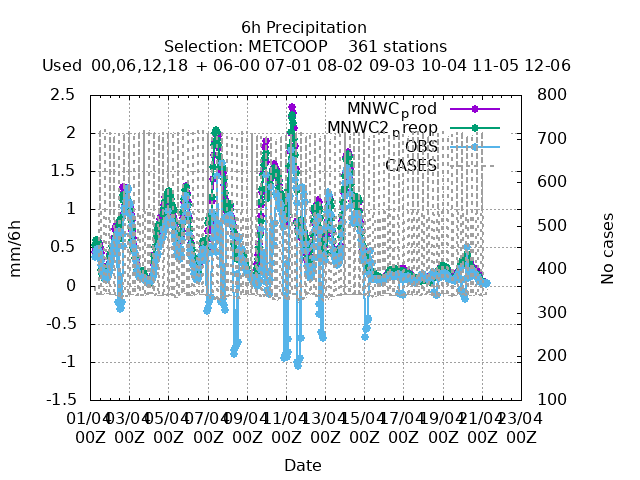 6h Precipitation
Selection: METCOOP    361 stations
Used  00,06,12,18 + 06-00 07-01 08-02 09-03 10-04 11-05 12-06
MNWCprod
MNWC2preop
OBS
CASES
2.5
2
1.5
1
0.5
0
-0.5
-1
-1.5
mm/6h
800
700
600
500
400
300
200
100
No cases
01/04 03/04 05/04 07/04 09/04 11/04 13/04 15/04 17/04 19/04 21/04 23/04
00Z 00Z 00Z 00Z 00Z 00Z 00Z 00Z 00Z 00Z 00Z 00Z
Date